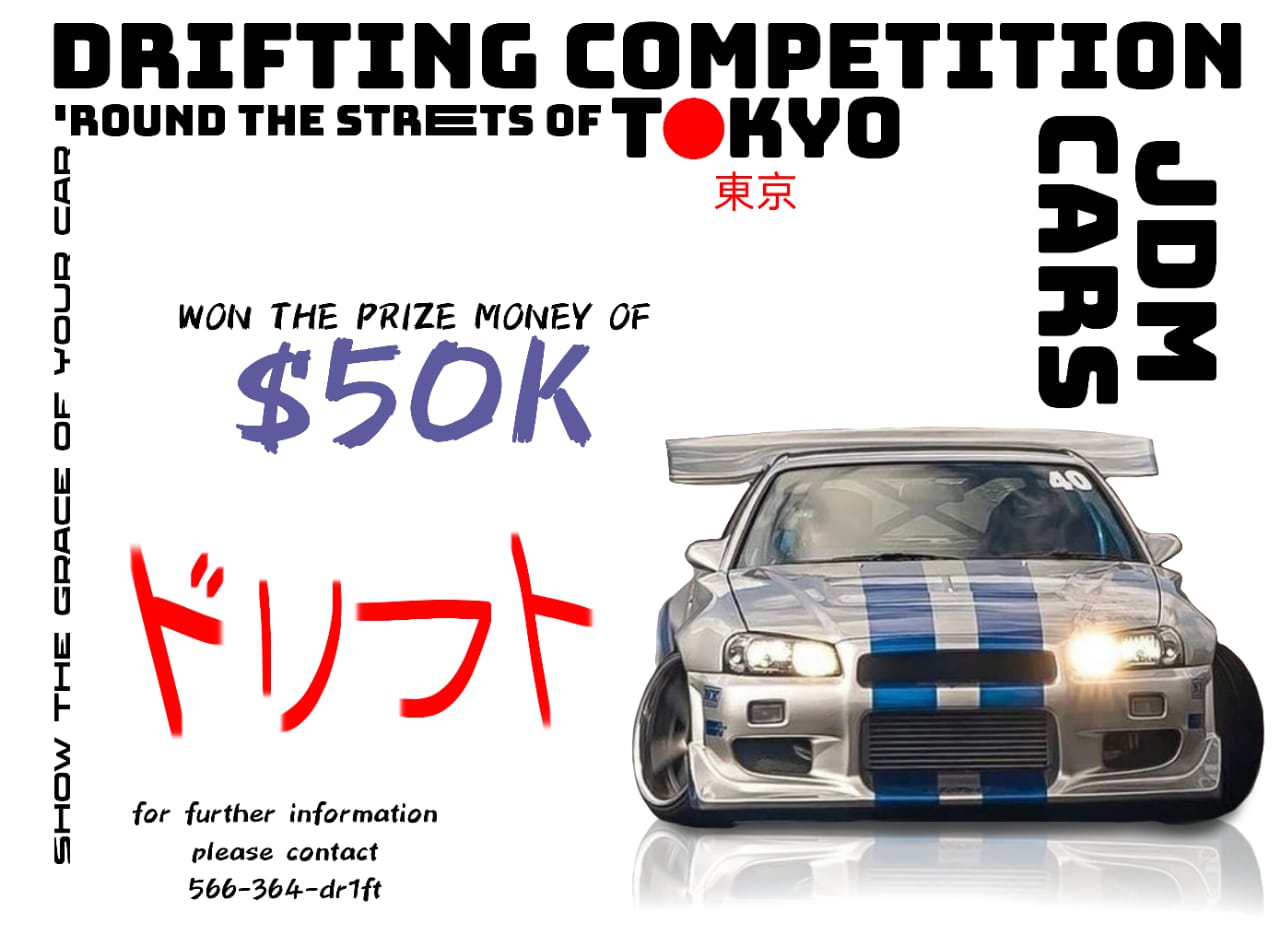 DRIFTING COMPETITION
'ROUND THE STREETS OF TOKYO
東京
JDM
CARS
SHOW THE GRACE OF YOUR CAR
WON THE PRIZE MONEY OF
$50K
ドリフト
40
for further information
please contact
566-364-dr1ft